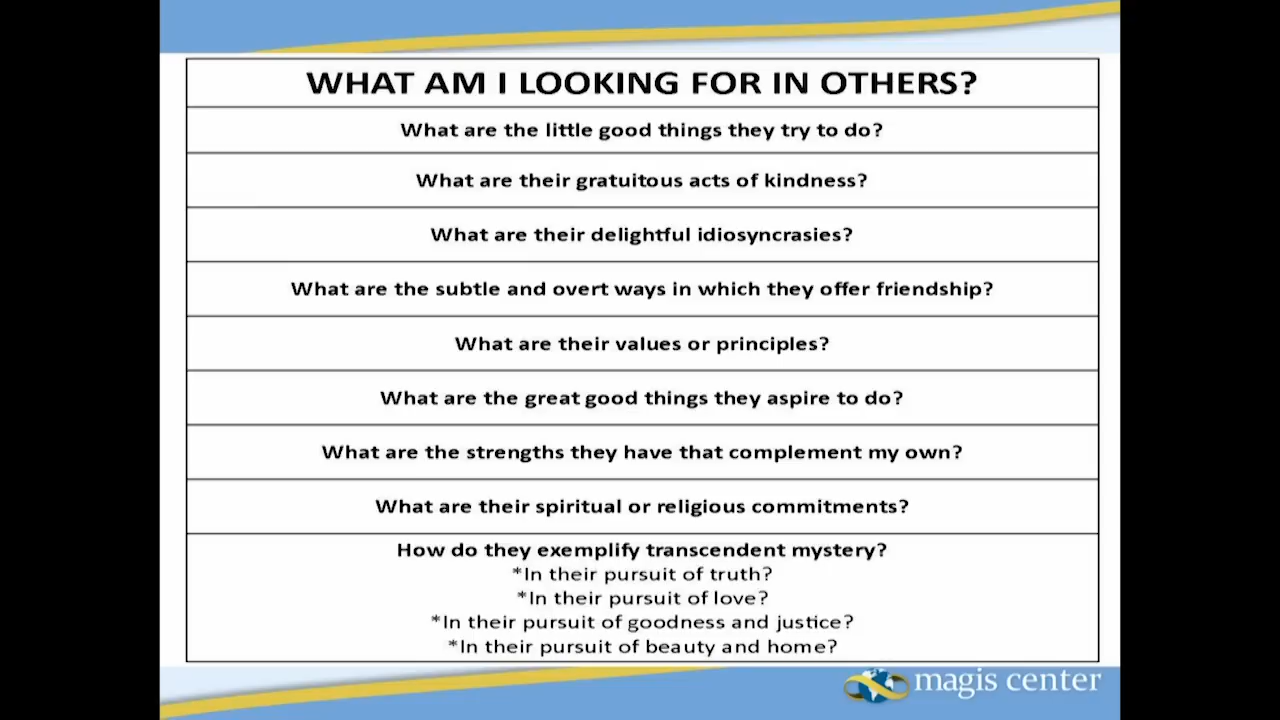 WHAT AM I LOOKING FOR IN OTHERS?
What are the little good things they try to do?
What are their gratuitous acts of kindness?
What are their delightful idiosyncrasies?
What are the subtle and overt ways in which they offer friendship?
What are their values or principles?
What are the great good things they aspire to do?
What are the strengths they have that complement my own?
What are their spiritual or religious commitments?
How do they exemplify transcendent mystery?
*In their pursuit of truth?
*In their pursuit of love?
*In their pursuit of goodness and justice?
*In their pursuit of beauty and home?
magis center